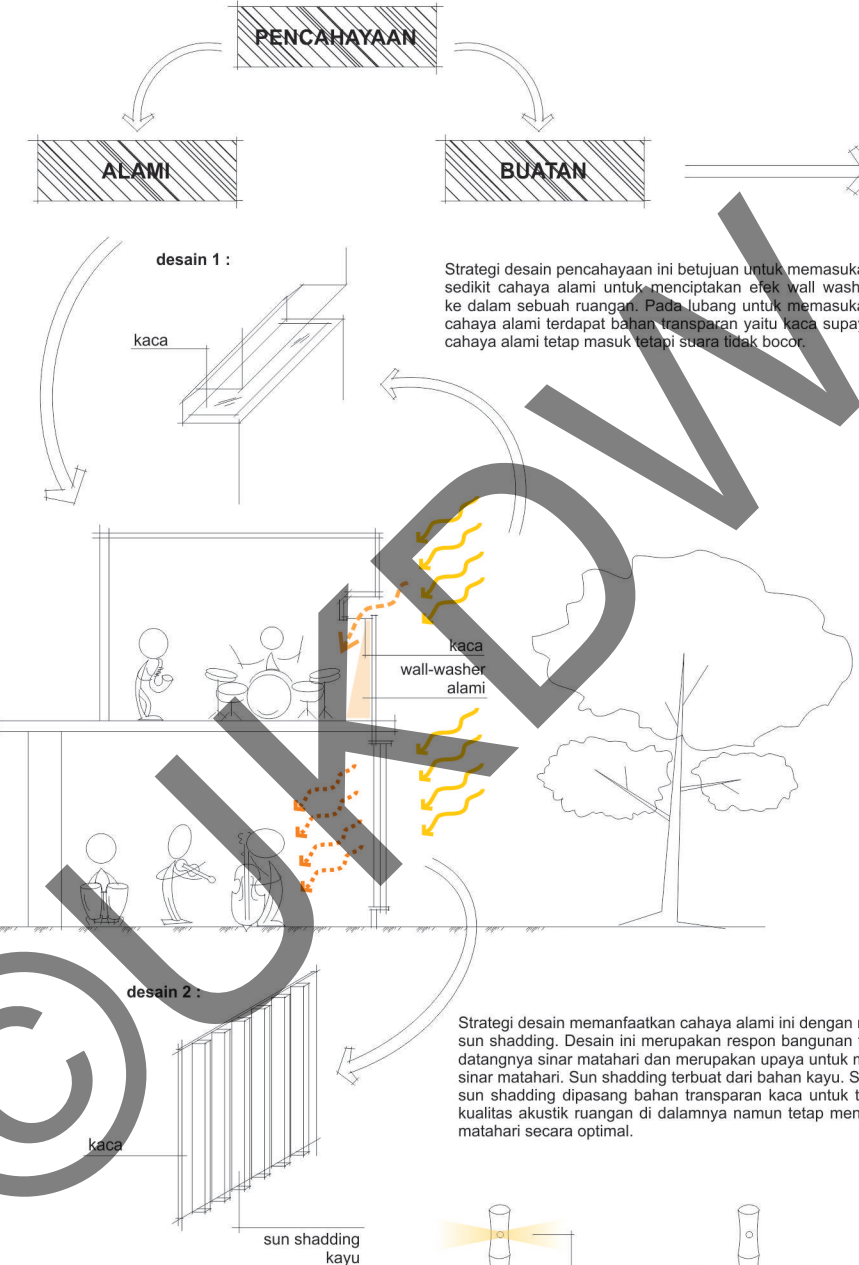 PENCAHAYAAN
ALAMI
BUATAN
desain 1 :
kaca
Strategi desain pencahayaan ini betujuan untuk memasuka
sedikit cahaya alami untuk menciptakan efek wall wash
ke dalam sebuah ruangan. Pada lubang untuk memasuka
cahaya alami terdapat bahan transparan yaitu kaca supay
cahaya alami tetap masuk tetapi suara tidak bocor.
kaca
wall-washer
alami
desain 2 :
kaca
sun shadding
kayu
Strategi desain memanfaatkan cahaya alami ini dengan
sun shadding. Desain ini merupakan respon bangunan
datangnya sinar matahari dan merupakan upaya untuk
sinar matahari. Sun shadding terbuat dari bahan kayu.
sun shadding dipasang bahan transparan kaca untuk
kualitas akustik ruangan di dalamnya namun tetap
matahari secara optimal.
© UKDW